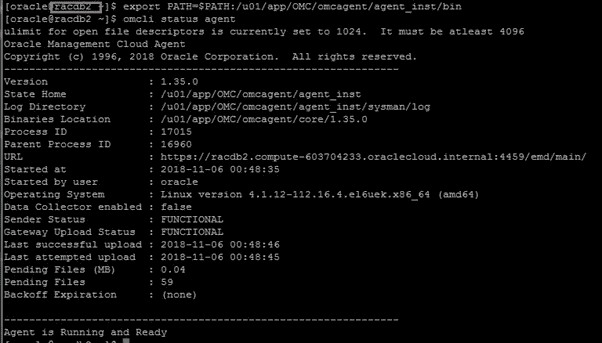 [oracle@racdb2 ~]$ export PATH=$PATH:/u01/app/OMC/omcagent/agent_inst/bin
[oracle@racdb2 ~]$ omcli status agent
ulimit for open file descriptors is currently set to 1024.  It must be atleast 4096
Oracle Management Cloud Agent
Copyright (c) 1996, 2018 Oracle Corporation.  All rights reserved.
---------------------------------------------------------------
Version                : 1.35.0
State Home             : /u01/app/OMC/omcagent/agent_inst
Log Directory          : /u01/app/OMC/omcagent/agent_inst/sysman/log
Binaries Location      : /u01/app/OMC/omcagent/core/1.35.0
Process ID             : 17015
Parent Process ID      : 16960
URL                    : https://racdb2.compute-603704233.oraclecloud.internal:4459/emd/main/
Started at             : 2018-11-06 00:48:35
Started by user        : oracle
Operating System       : Linux version 4.1.12-112.16.4.el6uek.x86_64 (amd64)
Data Collector enabled : false
Sender Status          : FUNCTIONAL
Gateway Upload Status  : FUNCTIONAL
Last successful upload : 2018-11-06 00:48:46
Last attempted upload  : 2018-11-06 00:48:45
Pending Files (MB)     : 0.04
Pending Files          : 59
Backoff Expiration     : (none)
---------------------------------------------------------------
Agent is Running and Ready
[oracle@racdb2 ~]$